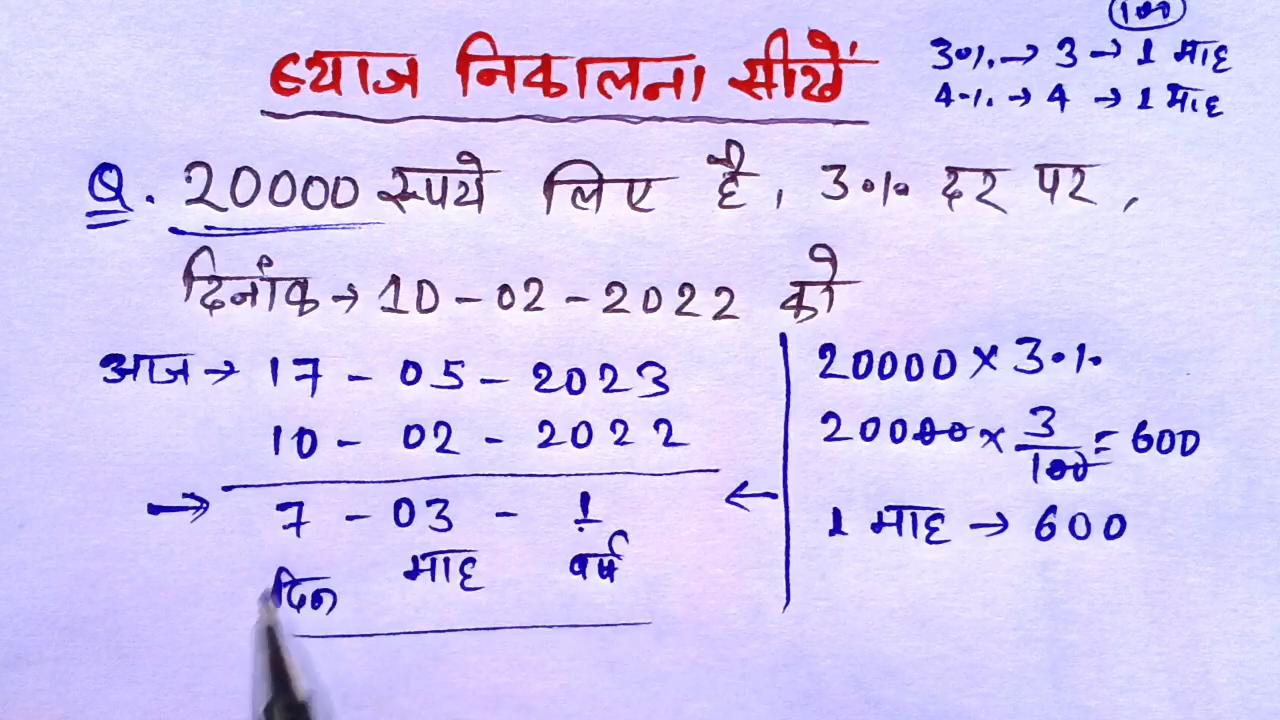 ब्याज निकालना सीखें
100
3%. → 3 → 1 माह
4%. → 4 → 1 माह
Q. 20000 रुपये लिए है, 3% दर पर,
दिनांक → 10-02-2022 को
आज → 17 - 05 - 2023
10 - 02 - 2022
→ 7 - 03 - 1 ←
दिन माह वर्ष
20000 × 3%
20000 × 3/100 = 600
1 माह → 600